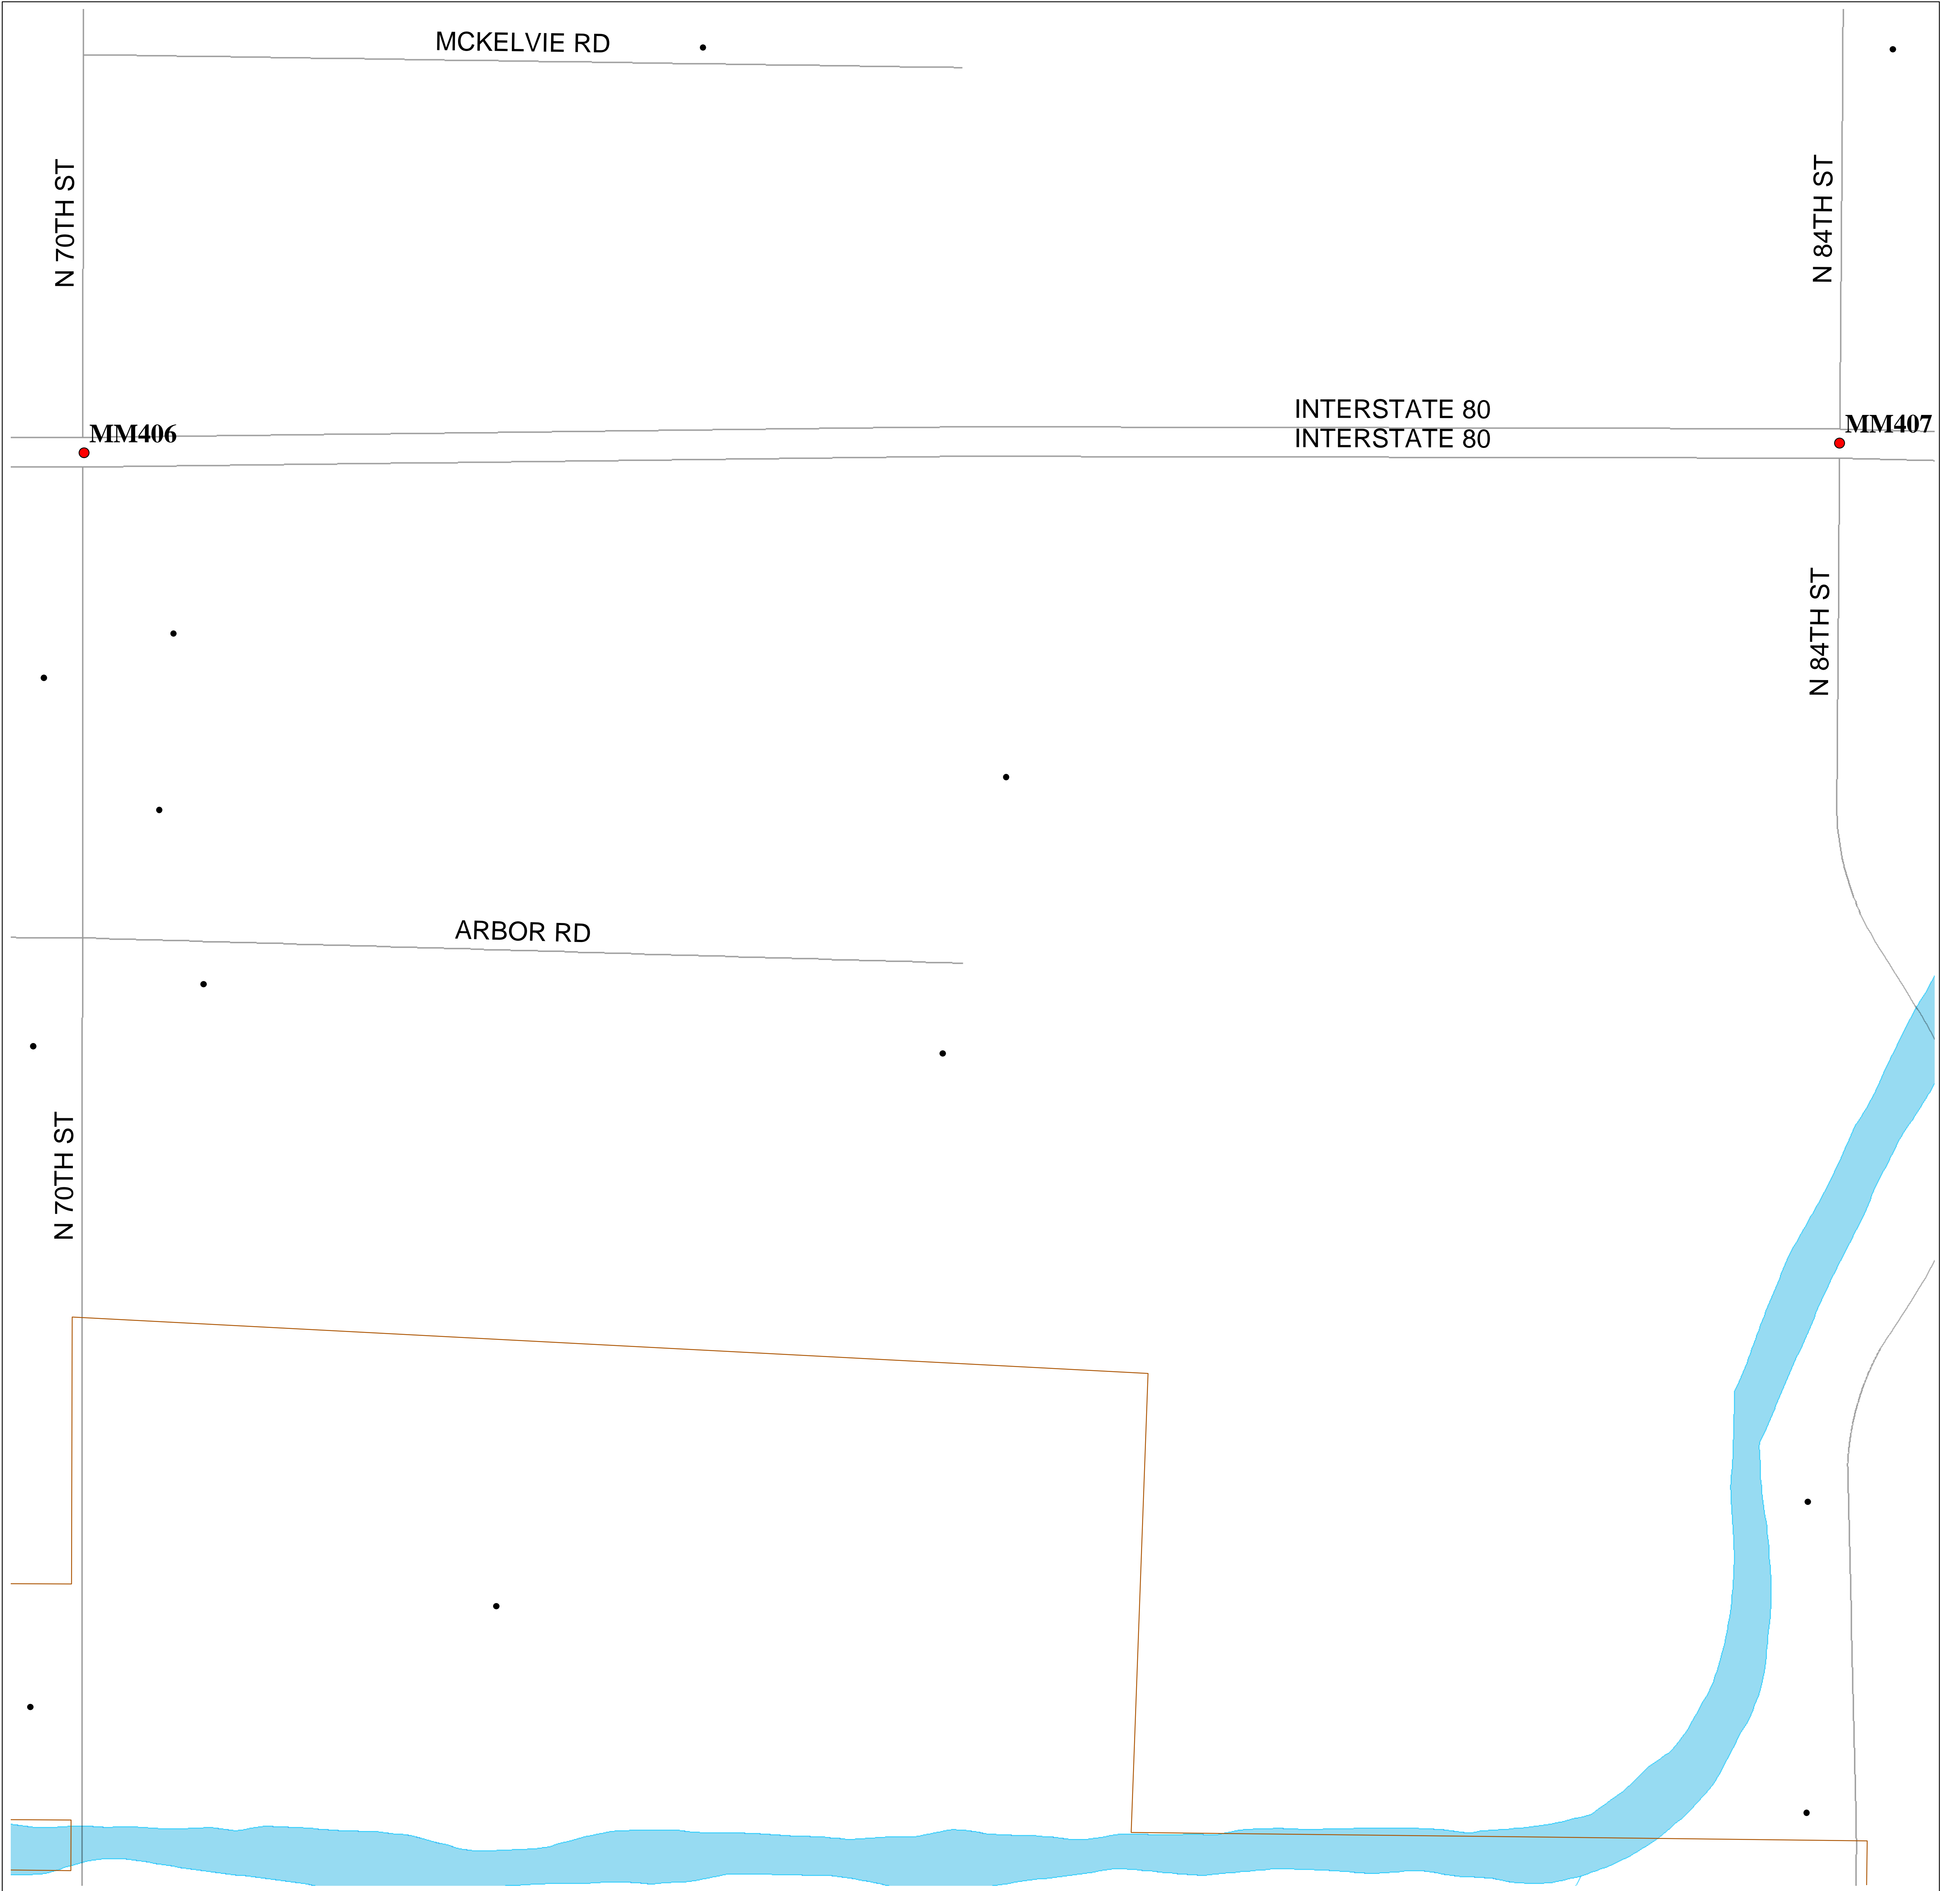 MCKELVIE RD
N 70TH ST
N 84TH ST
INTERSTATE 80
MM406
MM407
INTERSTATE 80
N 84TH ST
ARBOR RD
N 70TH ST